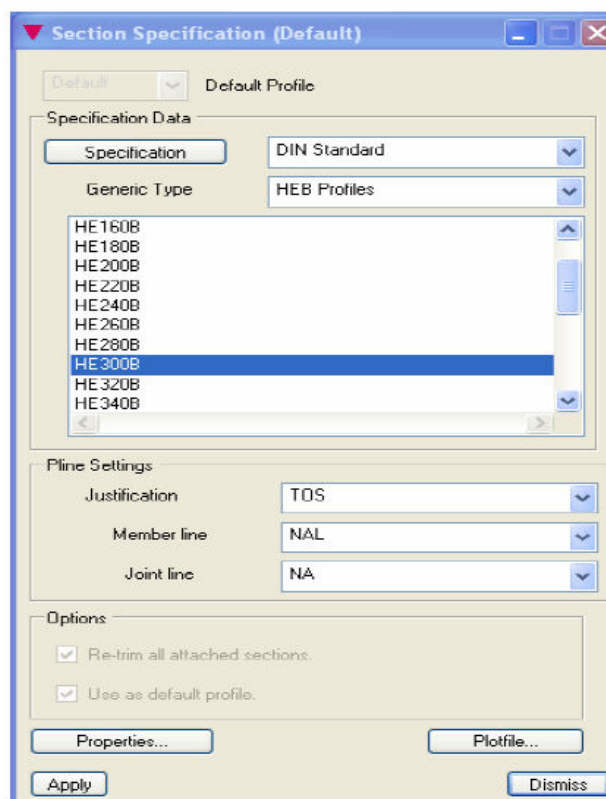 Section Specification (Default)
Default Default Profile
Specification Data
Specification DIN Standard
Generic Type HEB Profiles
HE160B
HE180B
HE200B
HE220B
HE240B
HE260B
HE280B
HE300B
HE320B
HE340B
Pline Settings
Justification TOS
Member line NAL
Joint line NA
Options
Re-trim all attached sections.
Use as default profile.
Properties... Plotfile...
Apply Dismiss